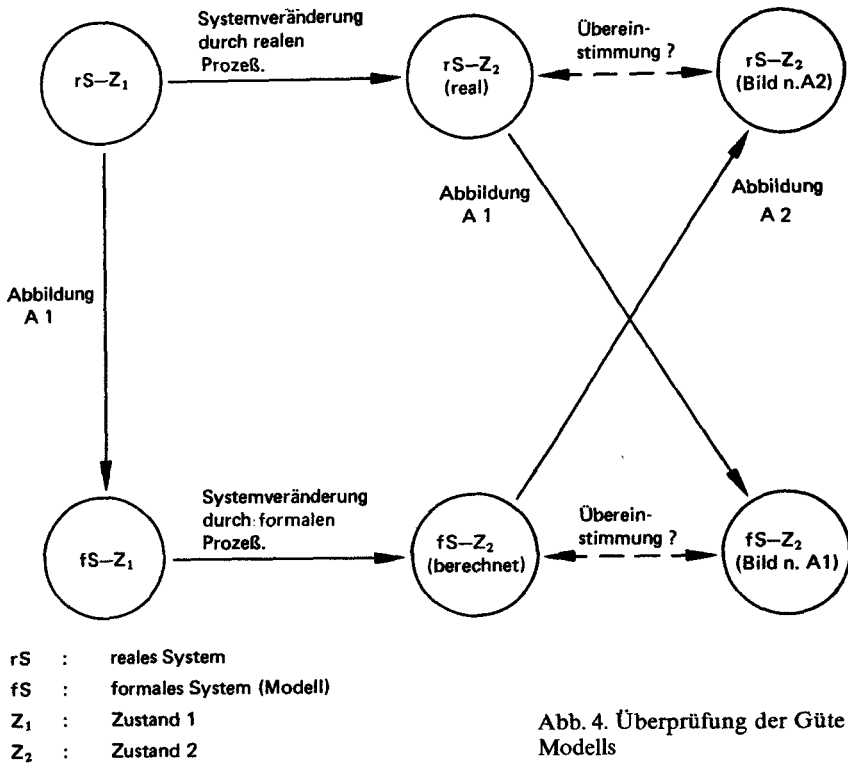 Systemveränderung
durch realen
Prozeß.
Überein-
stimmung ?
rS–Z₁
rS–Z₂
(real)
rS–Z₂
(Bild n.A2)
Abbildung
A 1
Abbildung
A 1
Abbildung
A 2
Systemveränderung
durch formalen
Prozeß.
Überein-
stimmung ?
fS–Z₁
fS–Z₂
(berechnet)
fS–Z₂
(Bild n. A1)
rS : reales System
fS : formales System (Modell)
Z₁ : Zustand 1
Z₂ : Zustand 2
Abb. 4. Überprüfung der Güte
Modells